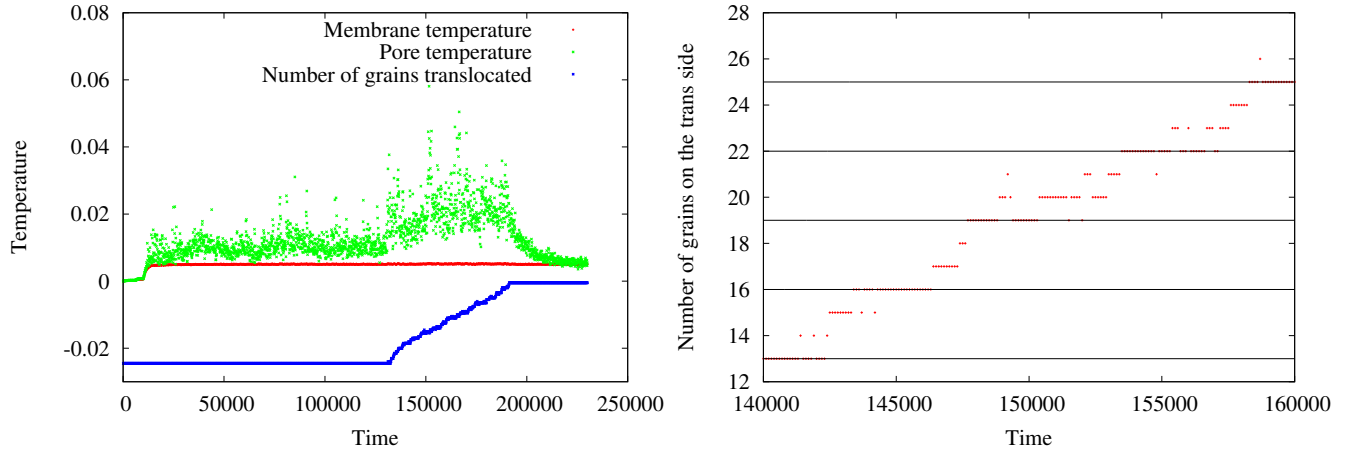 0.08
0.06
0.04
0.02
0
-0.02
Temperature
Membrane temperature
Pore temperature
Number of grains translocated
0 50000 100000 150000 200000 250000
Time
28
26
24
22
20
18
16
14
12
Number of grains on the trans side
140000 145000 150000 155000 160000
Time